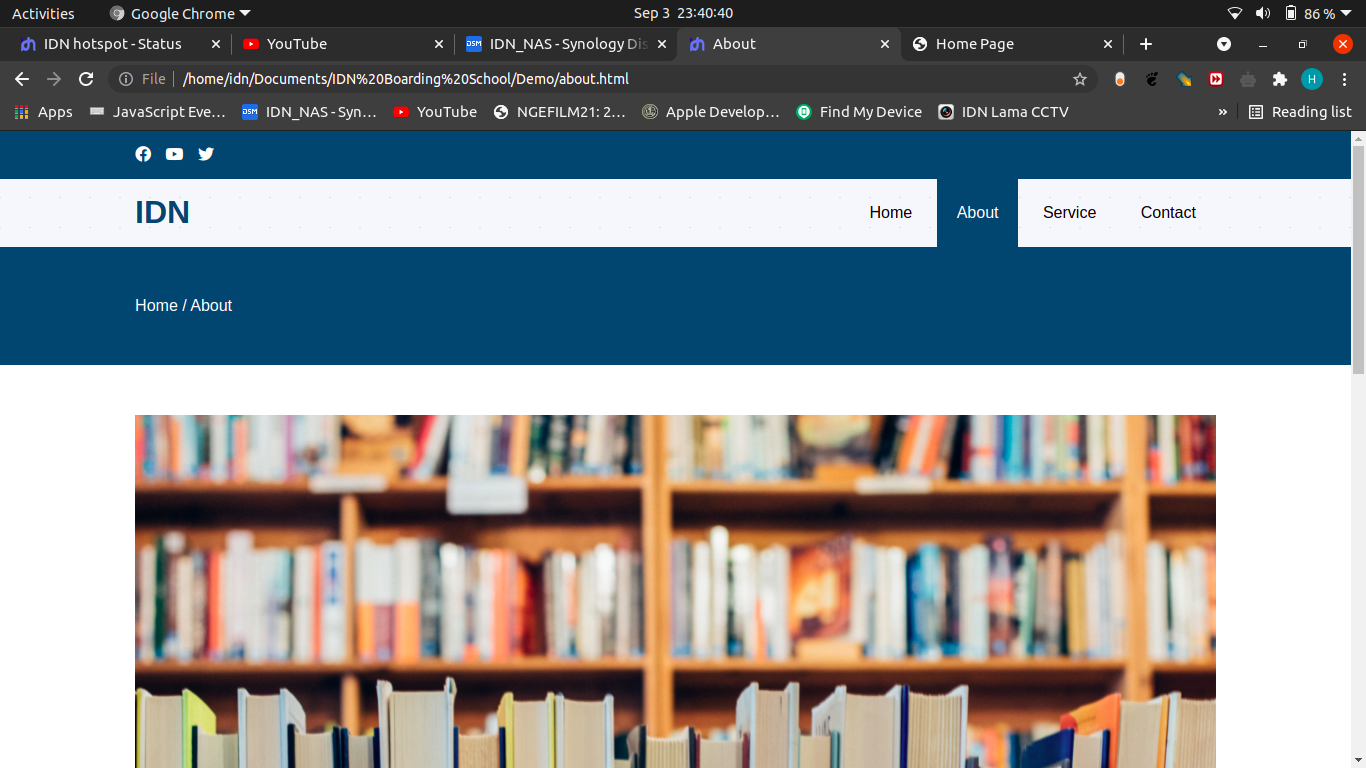 Activities Google Chrome Sep 3 23:40:40 86 %
IDN hotspot - Status YouTube IDN_NAS - Synology Dis About Home Page
File /home/idn/Documents/IDN%20Boarding%20School/Demo/about.html H
Apps JavaScript Eve… DSM IDN_NAS - Syn… YouTube NGEFILM21: 2… Apple Develop… Find My Device IDN Lama CCTV » Reading list
IDN Home About Service Contact
Home / About